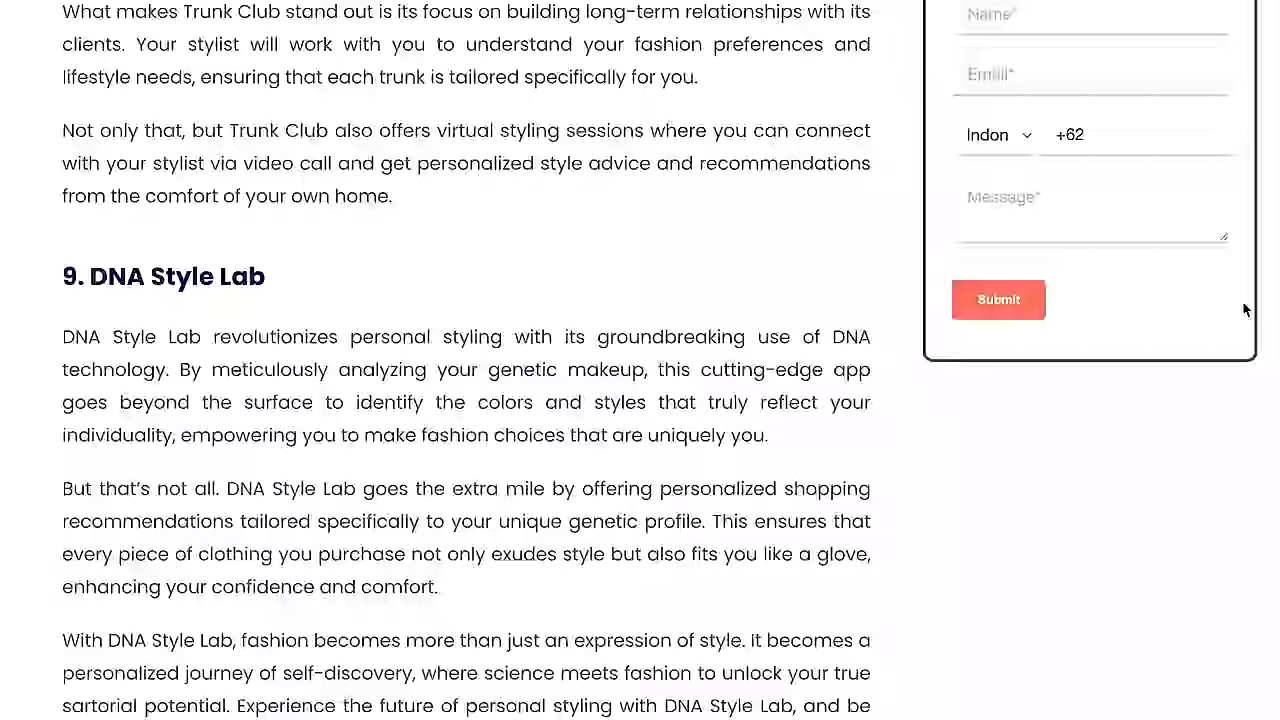 What makes Trunk Club stand out is its focus on building long-term relationships with its
clients. Your stylist will work with you to understand your fashion preferences and
lifestyle needs, ensuring that each trunk is tailored specifically for you.
Not only that, but Trunk Club also offers virtual styling sessions where you can connect
with your stylist via video call and get personalized style advice and recommendations
from the comfort of your own home.
9. DNA Style Lab
DNA Style Lab revolutionizes personal styling with its groundbreaking use of DNA
technology. By meticulously analyzing your genetic makeup, this cutting-edge app
goes beyond the surface to identify the colors and styles that truly reflect your
individuality, empowering you to make fashion choices that are uniquely you.
But that's not all. DNA Style Lab goes the extra mile by offering personalized shopping
recommendations tailored specifically to your unique genetic profile. This ensures that
every piece of clothing you purchase not only exudes style but also fits you like a glove,
enhancing your confidence and comfort.
With DNA Style Lab, fashion becomes more than just an expression of style. it becomes a
personalized journey of self-discovery, where science meets fashion to unlock your true
sartorial potential. Experience the future of personal styling with DNA Style Lab, and be
Name*
Email*
Indon +62
Message*
Submit